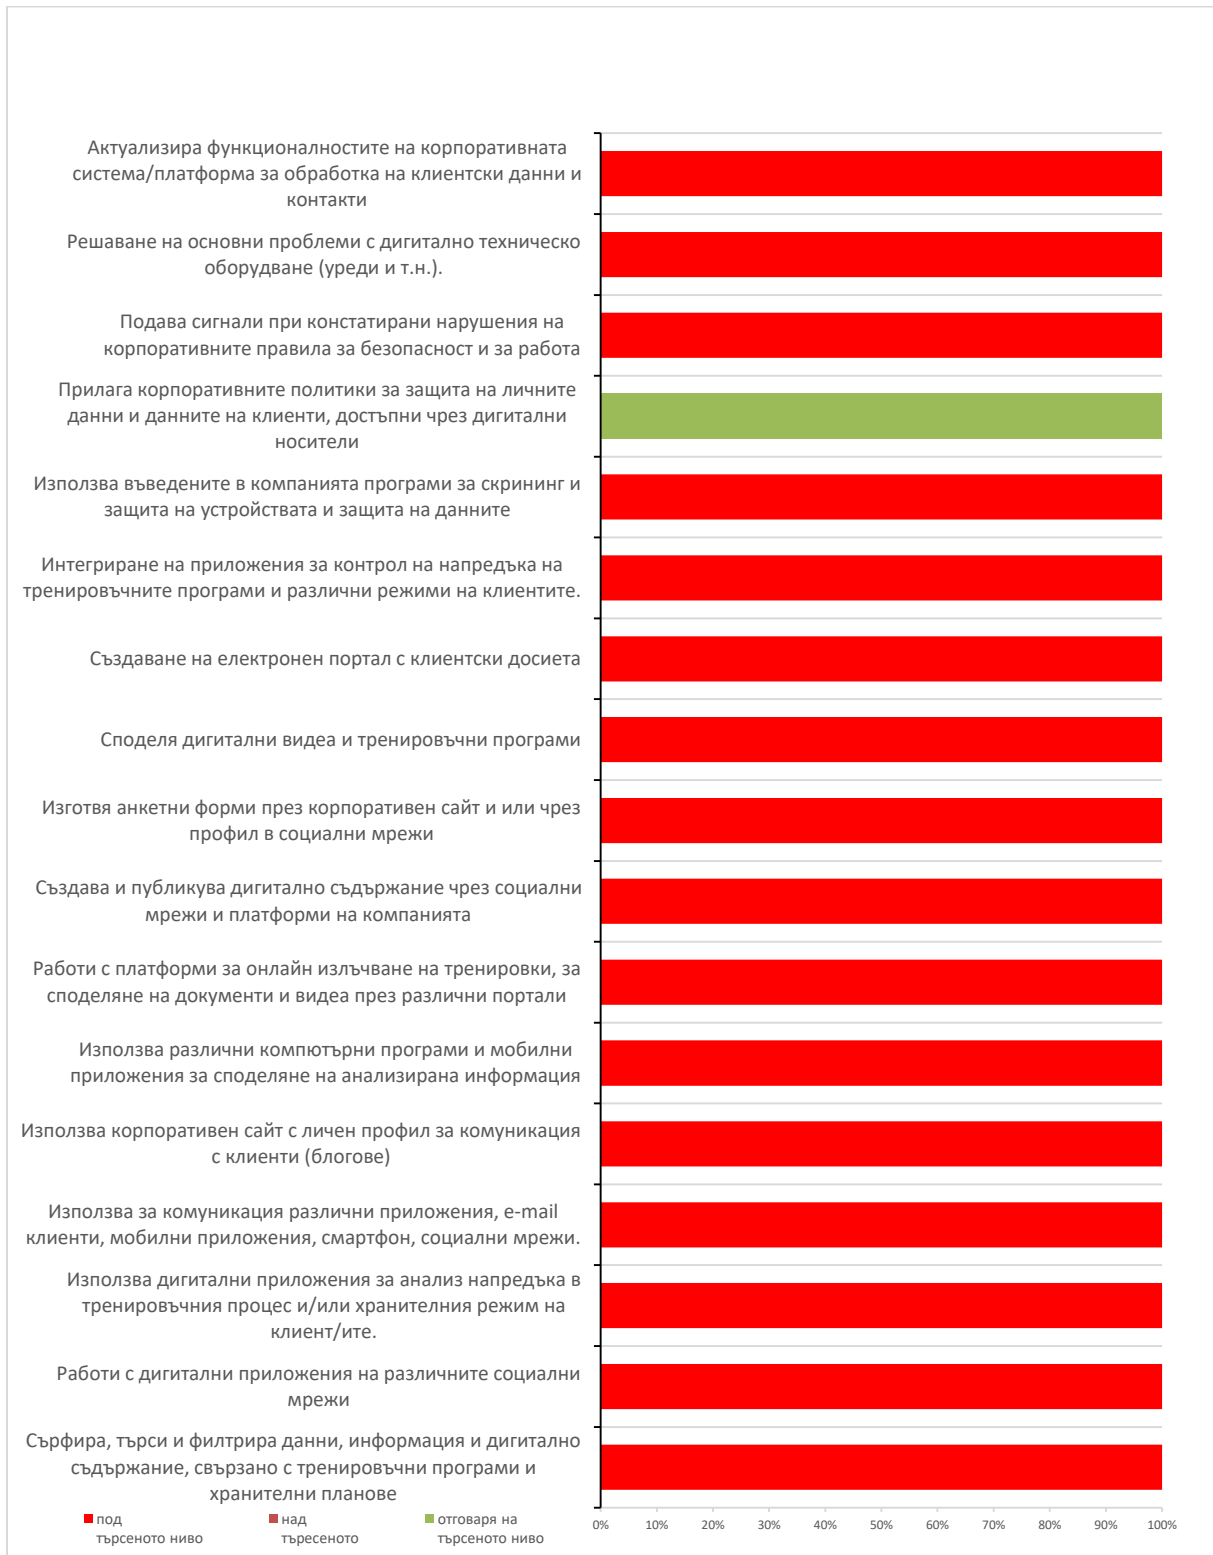 Актуализира функционалностите на корпоративната
система/платформа за обработка на клиентски данни и
контакти
Решаване на основни проблеми с дигитално техническо
оборудване (уреди и т.н.).
Подава сигнали при констатирани нарушения на
корпоративните правила за безопасност и за работа
Прилага корпоративните политики за защита на личните
данни и данните на клиенти, достъпни чрез дигитални
носители
Използва въведените в компанията програми за скрининг и
защита на устройствата и защита на данните
Интегриране на приложения за контрол на напредъка на
тренировъчните програми и различни режими на клиентите.
Създаване на електронен портал с клиентски досиета
Споделя дигитални видеа и тренировъчни програми
Изготвя анкетни форми през корпоративен сайт и или чрез
профил в социални мрежи
Създава и публикува дигитално съдържание чрез социални
мрежи и платформи на компанията
Работи с платформи за онлайн излъчване на тренировки, за
споделяне на документи и видеа през различни портали
Използва различни компютърни програми и мобилни
приложения за споделяне на анализирана информация
Използва корпоративен сайт с личен профил за комуникация
с клиенти (блогове)
Използва за комуникация различни приложения, e-mail
клиенти, мобилни приложения, смартфон, социални мрежи.
Използва дигитални приложения за анализ напредъка в
тренировъчния процес и/или хранителния режим на
клиент/ите.
Работи с дигитални приложения на различните социални
мрежи
Сърфира, търси и филтрира данни, информация и дигитално
съдържание, свързано с тренировъчни програми и
хранителни планове
под
търсеното ниво
над
търесеното
отговаря на
търсеното ниво
0% 10% 20% 30% 40% 50% 60% 70% 80% 90% 100%